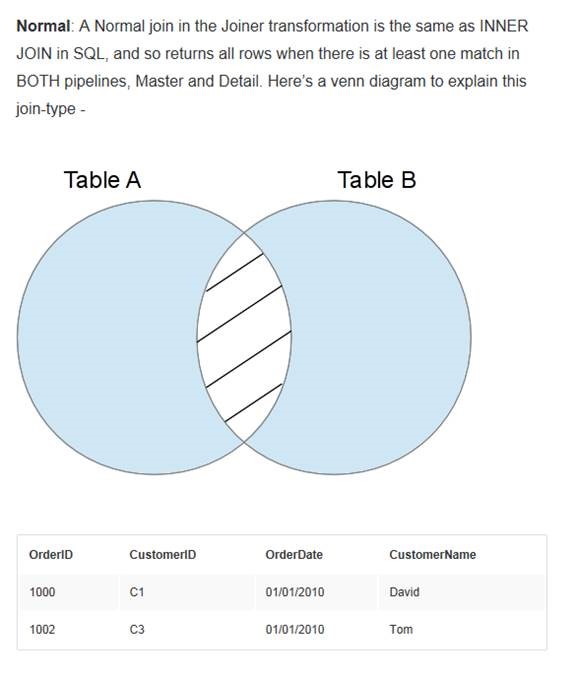 Normal: A Normal join in the Joiner transformation is the same as INNER
JOIN in SQL, and so returns all rows when there is at least one match in
BOTH pipelines, Master and Detail. Here’s a venn diagram to explain this
join-type -
Table A Table B
OrderID CustomerID OrderDate CustomerName
1000 C1 01/01/2010 David
1002 C3 01/01/2010 Tom